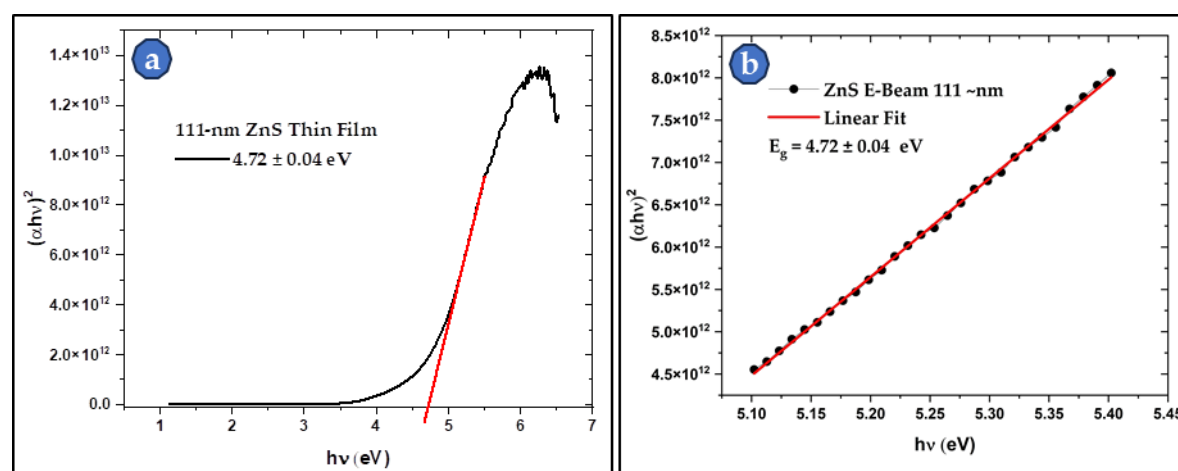 a
1.4×10¹³
1.2×10¹³
1.0×10¹³
8.0×10¹²
6.0×10¹²
4.0×10¹²
2.0×10¹²
0.0
(αhν)²
111-nm ZnS Thin Film
4.72 ± 0.04 eV
1 2 3 4 5 6 7
hν (eV)
b
8.5×10¹²
8.0×10¹²
7.5×10¹²
7.0×10¹²
6.5×10¹²
6.0×10¹²
5.5×10¹²
5.0×10¹²
4.5×10¹²
(αhν)²
ZnS E-Beam 111 ~nm
Linear Fit
E_g = 4.72 ± 0.04 eV
5.10 5.15 5.20 5.25 5.30 5.35 5.40 5.45
hν (eV)